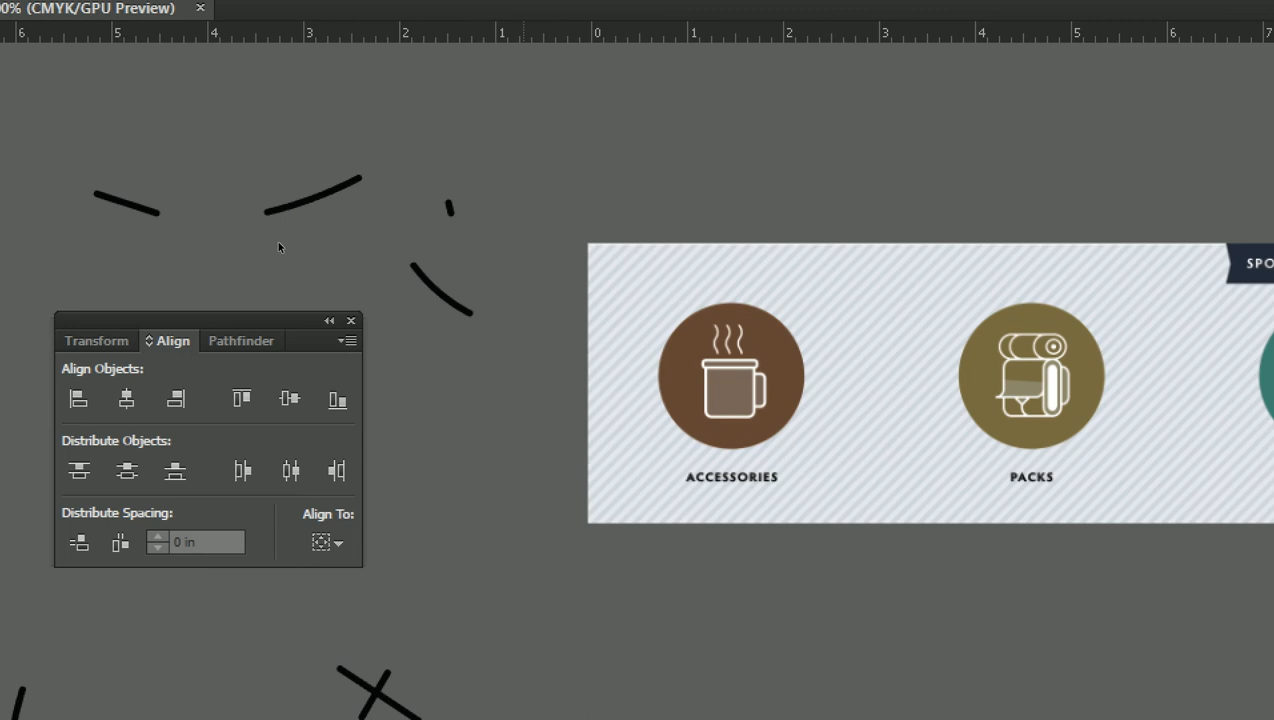 0% (CMYK/GPU Preview)
6 5 4 3 2 1 0 1 2 3 4 5 6 7
SPO
Transform Align Pathfinder
Align Objects:
Distribute Objects:
Distribute Spacing: Align To:
0 in
ACCESSORIES PACKS